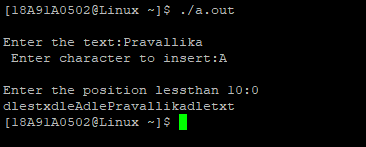 [18A91A0502@Linux ~]$ ./a.out
Enter the text:Pravallika
Enter character to insert:A
Enter the position lessthan 10:0
dlestxdleAdlePravallikadletxt
[18A91A0502@Linux ~]$